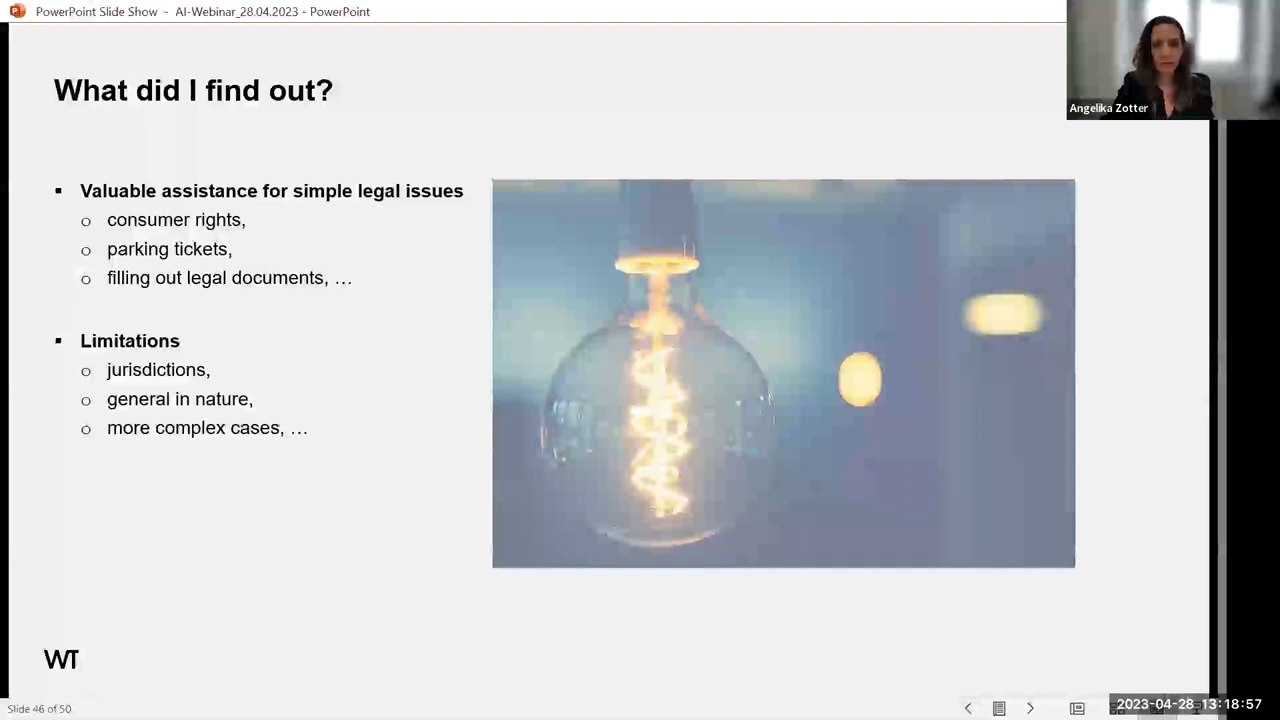 PowerPoint Slide Show - AI-Webinar_28.04.2023 - PowerPoint
Angelika Zotter
What did I find out?
▪ Valuable assistance for simple legal issues
o consumer rights,
o parking tickets,
o filling out legal documents, …
▪ Limitations
o jurisdictions,
o general in nature,
o more complex cases, …
WT
Slide 46 of 50
2023-04-28 13:18:57